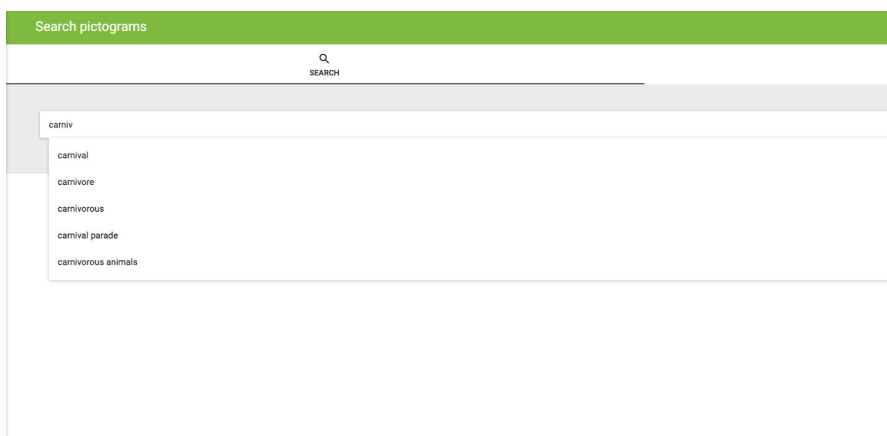 Search pictograms
SEARCH
carniv
carnival
carnivore
carnivorous
carnival parade
carnivorous animals